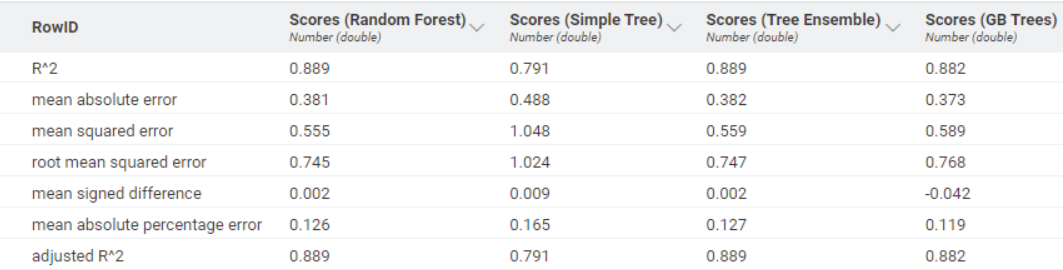 RowID Scores (Random Forest) Scores (Simple Tree) Scores (Tree Ensemble) Scores (GB Trees)
Number (double) Number (double) Number (double) Number (double)
R^2 0.889 0.791 0.889 0.882
mean absolute error 0.381 0.488 0.382 0.373
mean squared error 0.555 1.048 0.559 0.589
root mean squared error 0.745 1.024 0.747 0.768
mean signed difference 0.002 0.009 0.002 -0.042
mean absolute percentage error 0.126 0.165 0.127 0.119
adjusted R^2 0.889 0.791 0.889 0.882